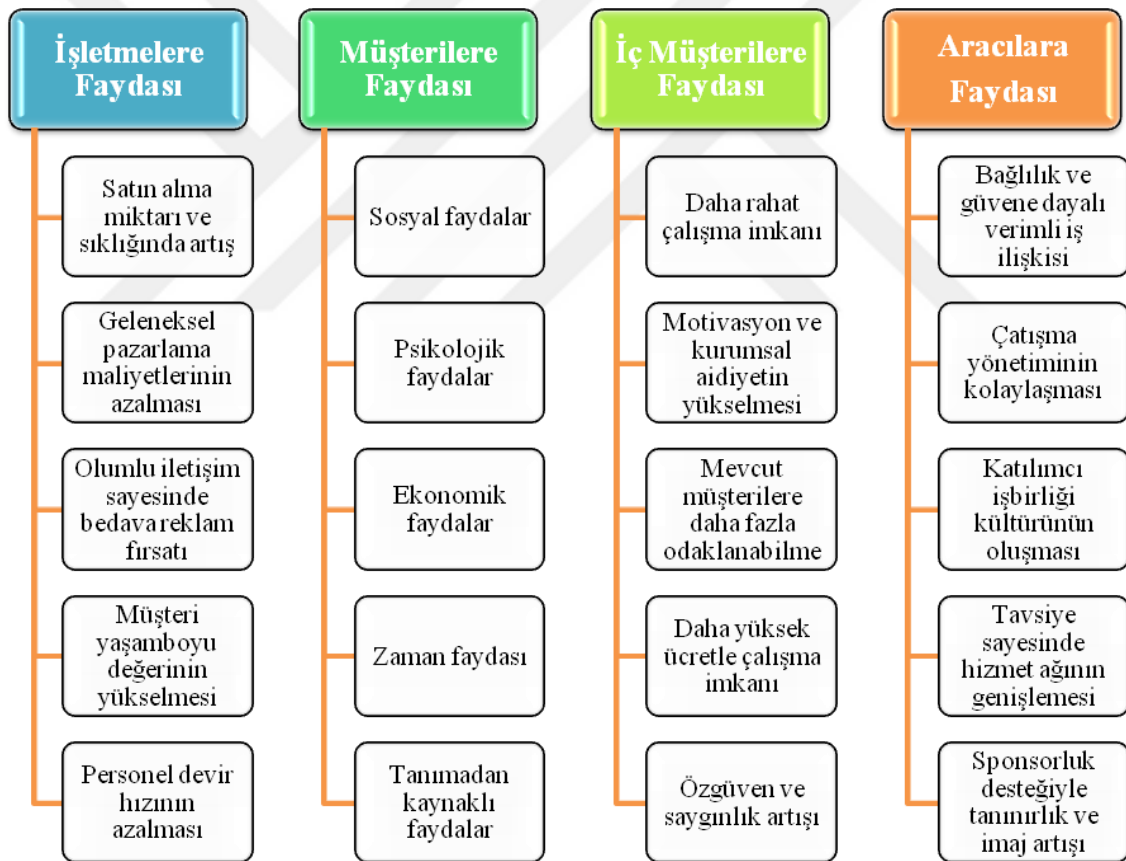 İşletmelere
Faydası
Satın alma
miktarı ve
sıklığında artış
Geleneksel
pazarlama
maliyetlerinin
azalması
Olumlu iletişim
sayesinde
bedava reklam
fırsatı
Müşteri
yaşamboyu
değerinin
yükselmesi
Personel devir
hızının
azalması
Müşterilere
Faydası
Sosyal faydalar
Psikolojik
faydalar
Ekonomik
faydalar
Zaman faydası
Tanımadan
kaynaklı
faydalar
İç Müşterilere
Faydası
Daha rahat
çalışma imkanı
Motivasyon ve
kurumsal
aidiyetin
yükselmesi
Mevcut
müşterilere
daha fazla
odaklanabilme
Daha yüksek
ücretle çalışma
imkanı
Özgüven ve
saygınlık artışı
Aracılara
Faydası
Bağlılık ve
güvene dayalı
verimli iş
ilişkisi
Çatışma
yönetiminin
kolaylaşması
Katılımcı
işbirliği
kültürünün
oluşması
Tavsiye
sayesinde
hizmet ağının
genişlemesi
Sponsorluk
desteğiyle
tanınırlık ve
imaj artışı